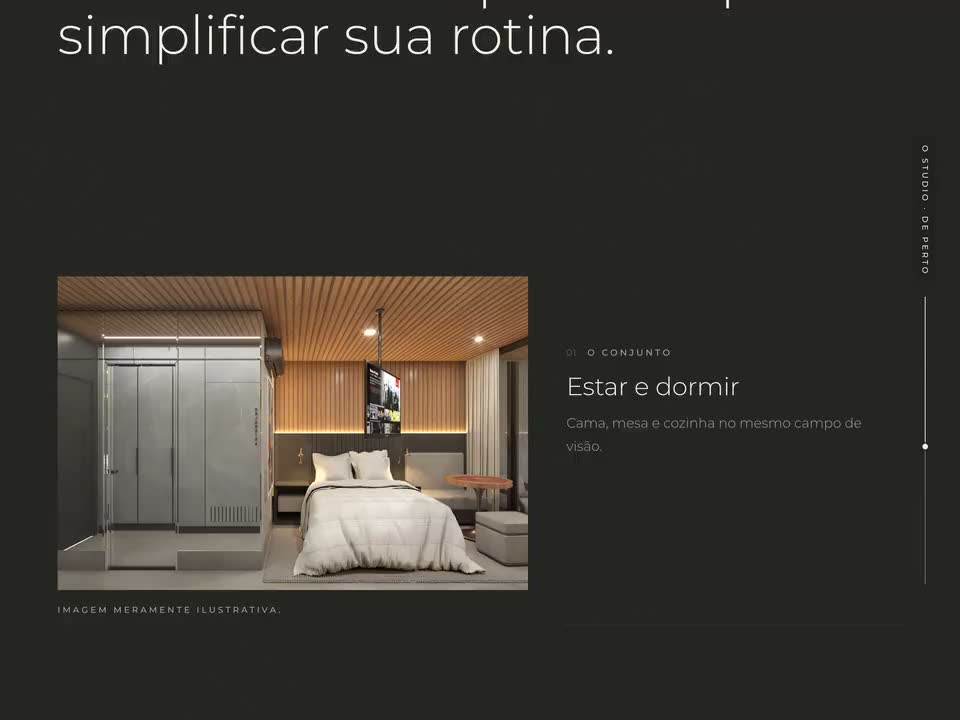 simplificar sua rotina.
O STUDIO · DE PERTO
01 O CONJUNTO
Estar e dormir
Cama, mesa e cozinha no mesmo campo de
visão.
IMAGEM MERAMENTE ILUSTRATIVA.